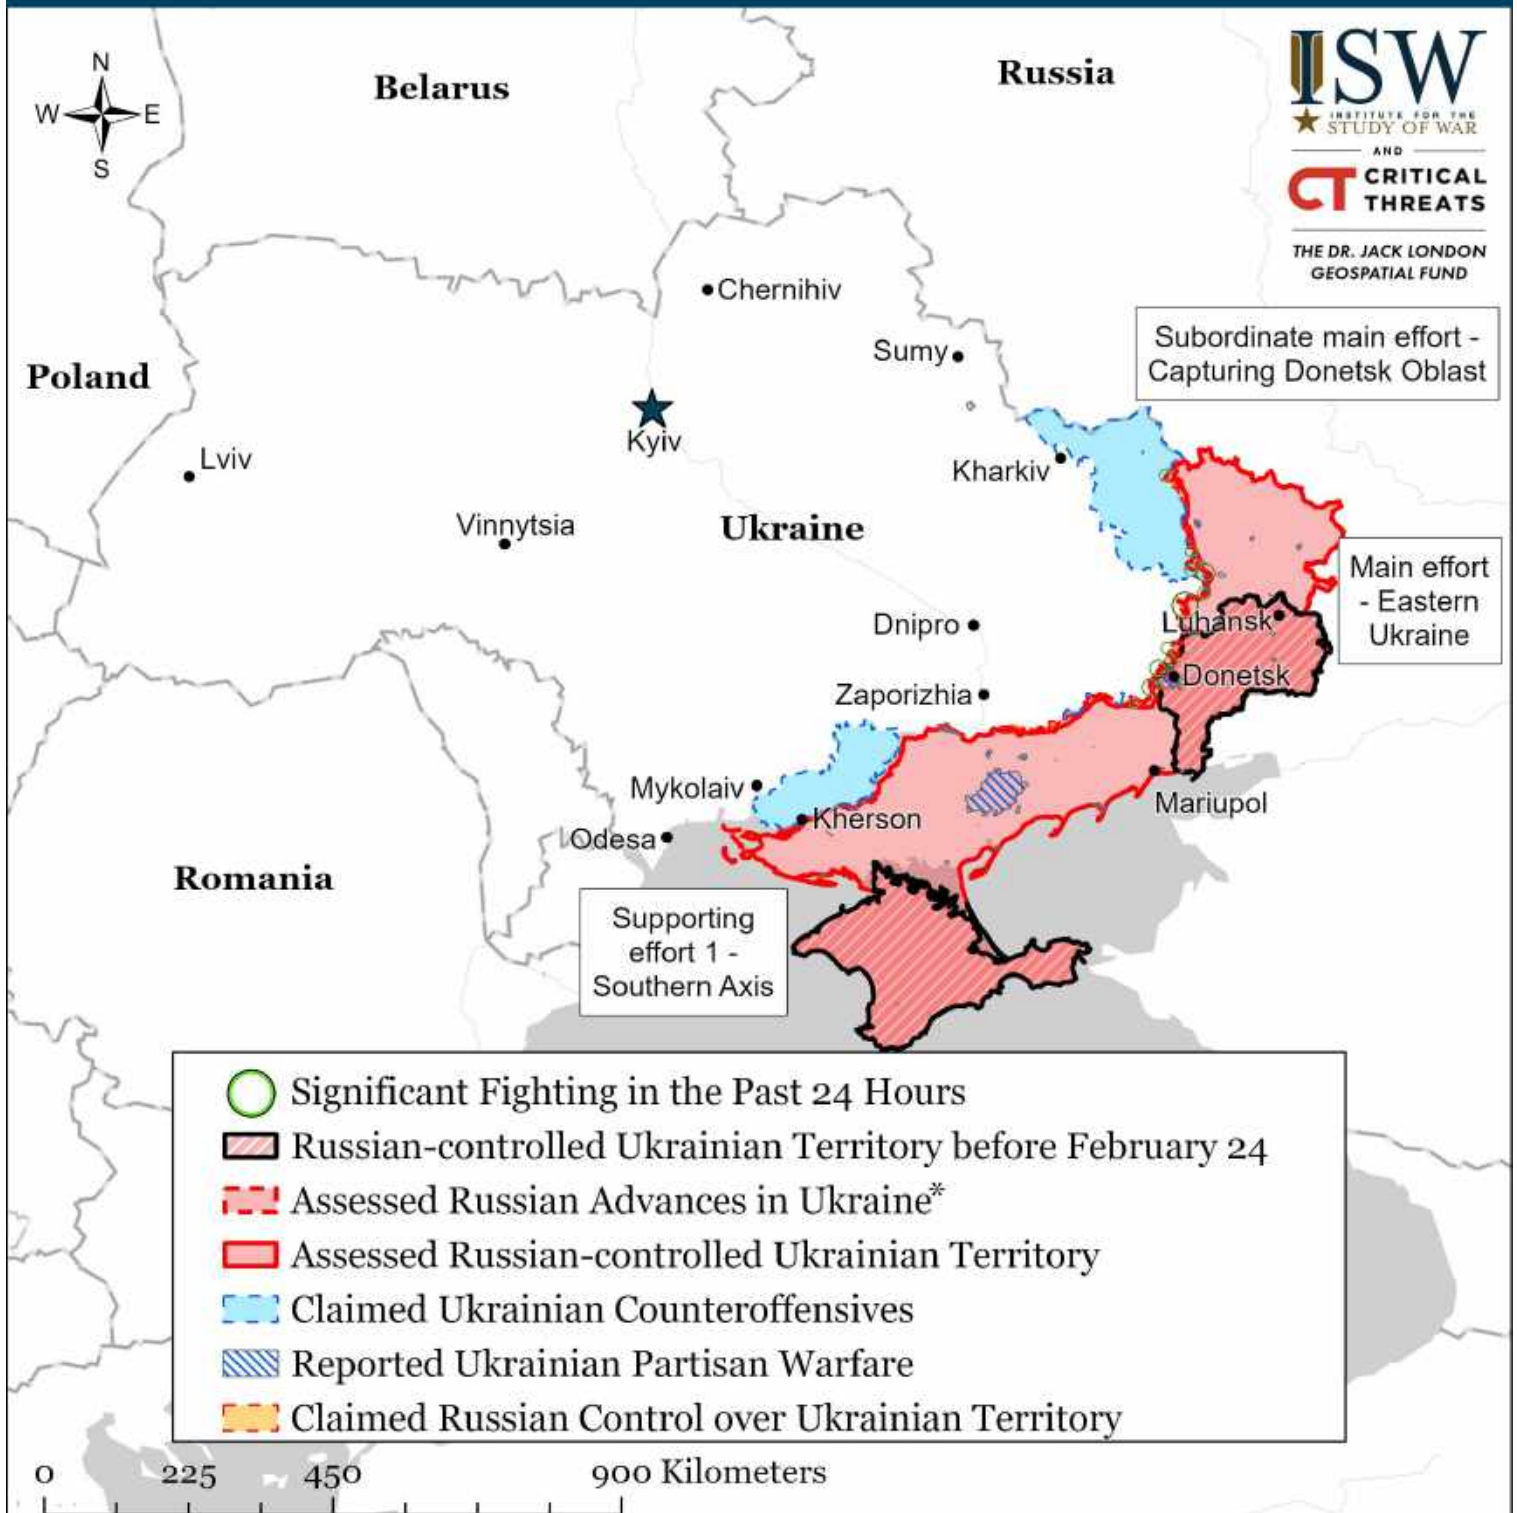 N
W E
S
Belarus
Russia
ISW
INSTITUTE FOR THE
STUDY OF WAR
AND
CT CRITICAL
THREATS
THE DR. JACK LONDON
GEOSPATIAL FUND
Chernihiv
Subordinate main effort -
Capturing Donetsk Oblast
Sumy
Poland
Kyiv
Lviv
Kharkiv
Vinnytsia
Ukraine
Main effort
- Eastern
Ukraine
Dnipro
Luhansk
Donetsk
Zaporizhia
Mykolaiv
Mariupol
Kherson
Odesa
Romania
Supporting
effort 1 -
Southern Axis
Significant Fighting in the Past 24 Hours
Russian-controlled Ukrainian Territory before February 24
Assessed Russian Advances in Ukraine*
Assessed Russian-controlled Ukrainian Territory
Claimed Ukrainian Counteroffensives
Reported Ukrainian Partisan Warfare
Claimed Russian Control over Ukrainian Territory
0 225 450 900 Kilometers